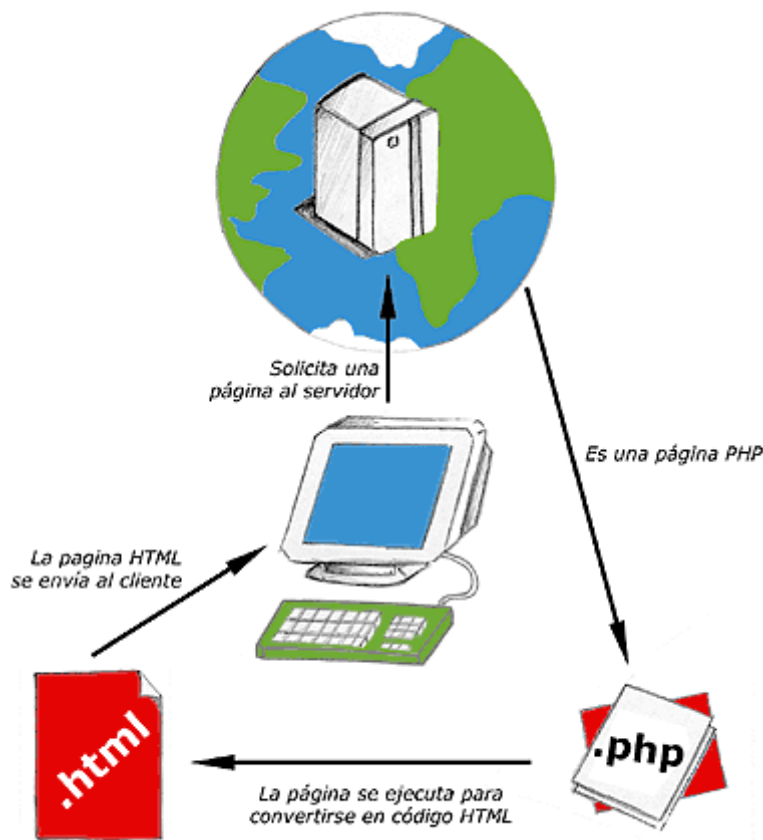 Solicita una
página al servidor
Es una página PHP
La pagina HTML
se envía al cliente
.html
.php
La página se ejecuta para
convertirse en código HTML